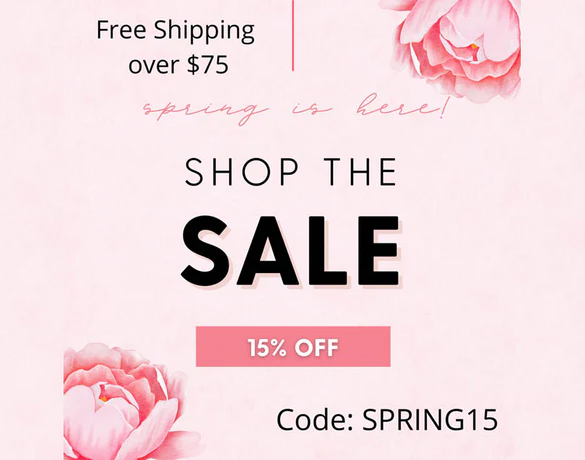 Free Shipping
over $75
spring is here!
SHOP THE
SALE
15% OFF
Code: SPRING15